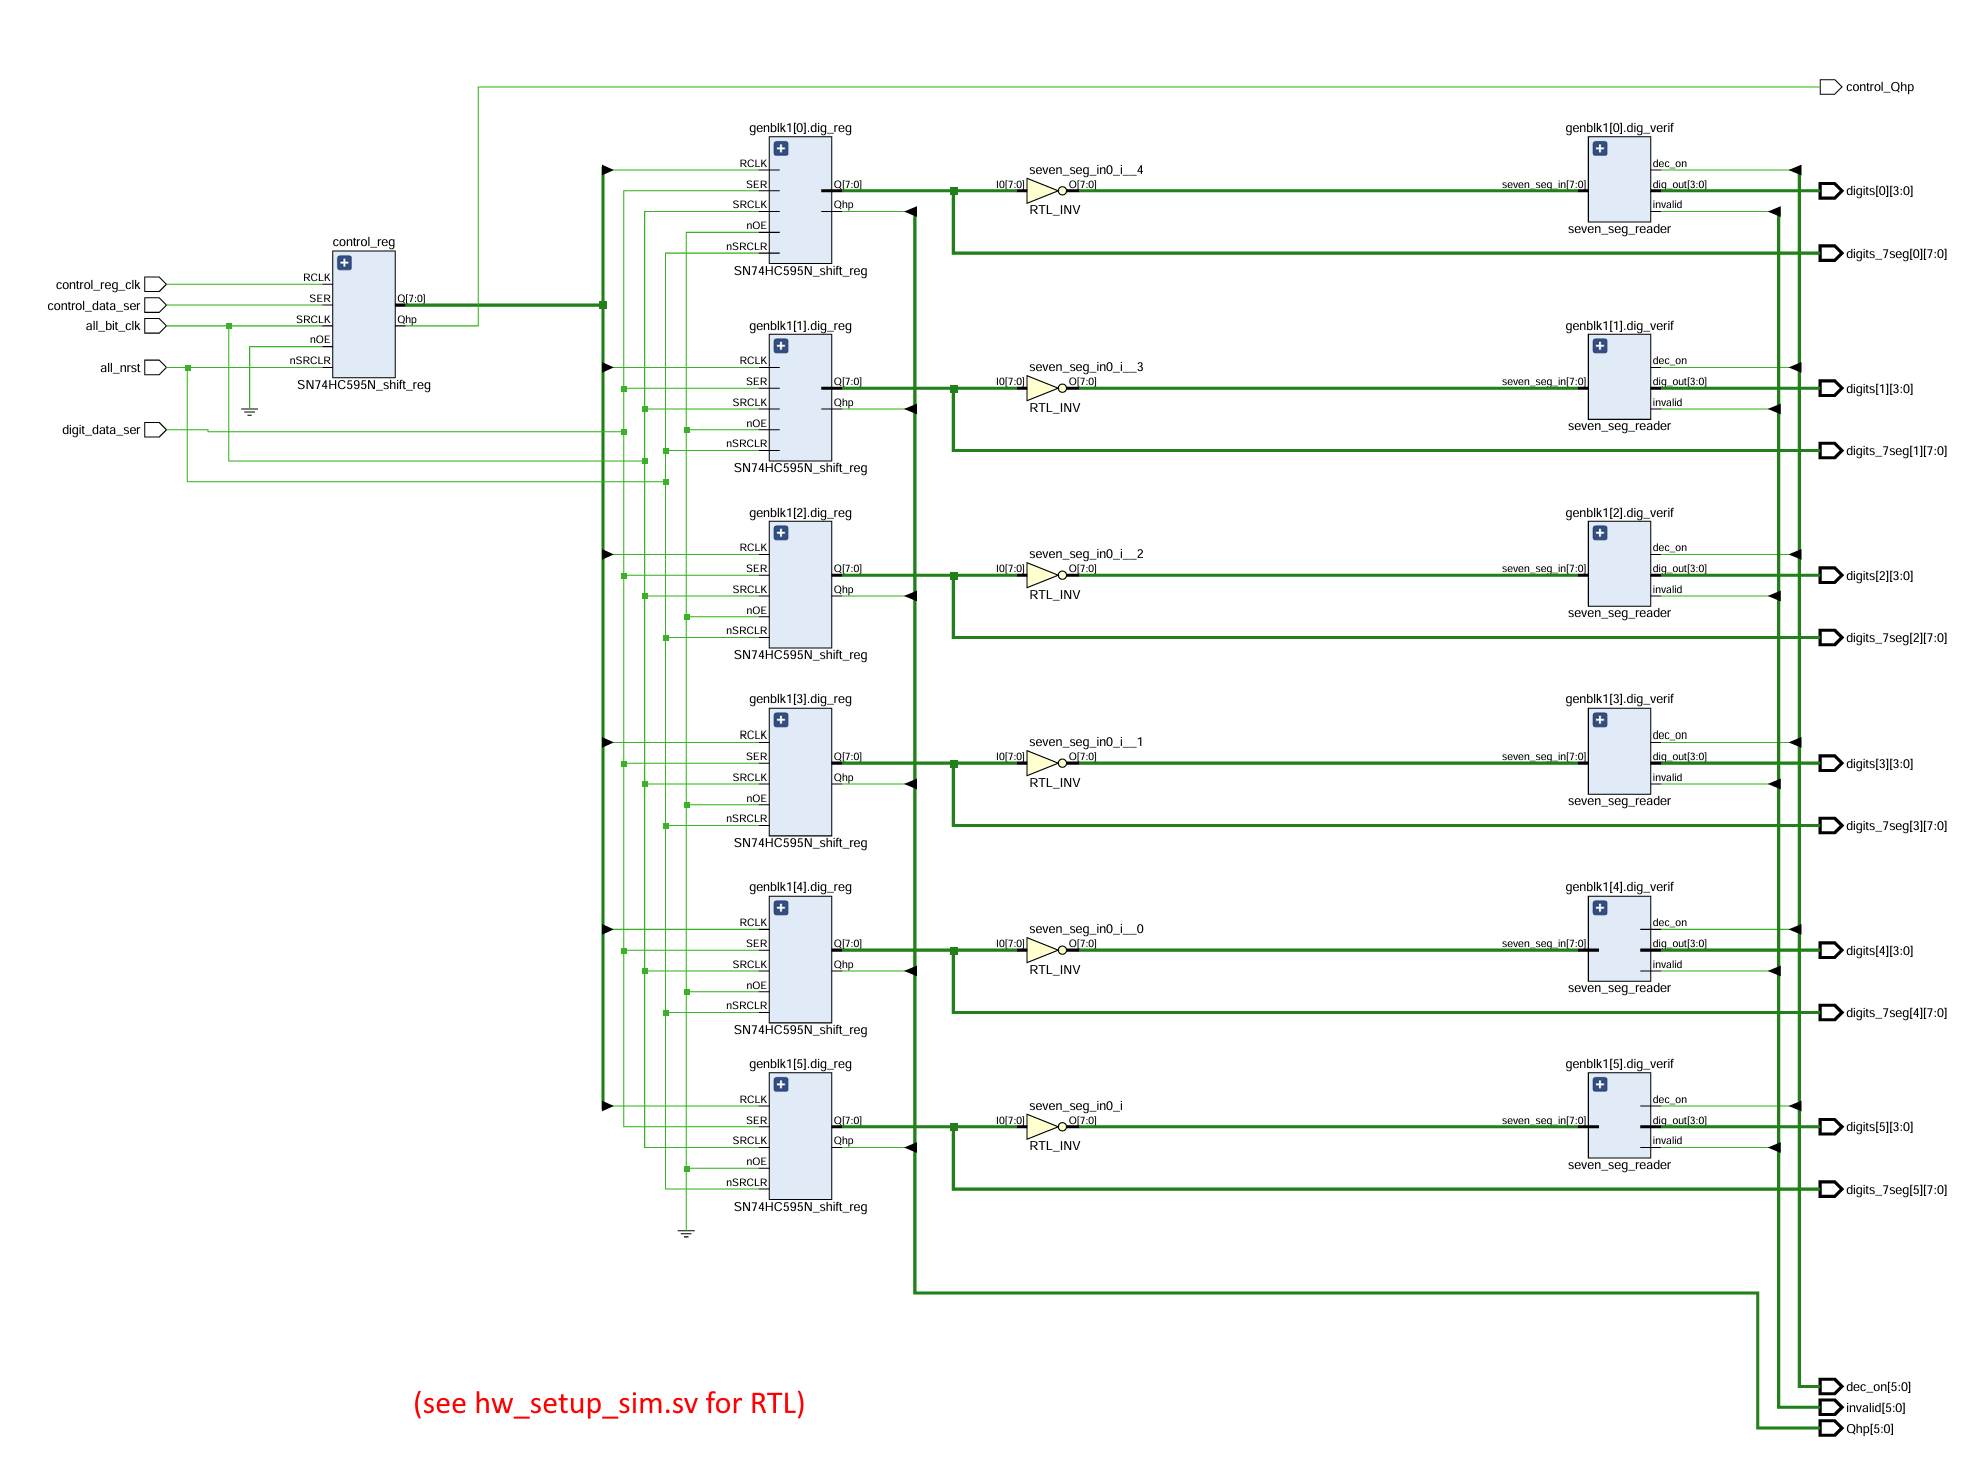 control_Qhp
genblk1[0].dig_reg
RCLK
SER
SRCLK
nOE
nSRCLR
Q[7:0]
Qhp
SN74HC595N_shift_reg
seven_seg_in0_i__4
I0[7:0]
O[7:0]
RTL_INV
genblk1[0].dig_verif
seven_seg_in[7:0]
dec_on
dig_out[3:0]
invalid
seven_seg_reader
digits[0][3:0]
digits_7seg[0][7:0]
control_reg
control_reg_clk
control_data_ser
all_bit_clk
all_nrst
digit_data_ser
RCLK
SER
SRCLK
nOE
nSRCLR
Q[7:0]
Qhp
SN74HC595N_shift_reg
genblk1[1].dig_reg
RCLK
SER
SRCLK
nOE
nSRCLR
Q[7:0]
Qhp
SN74HC595N_shift_reg
seven_seg_in0_i__3
I0[7:0]
O[7:0]
RTL_INV
genblk1[1].dig_verif
seven_seg_in[7:0]
dec_on
dig_out[3:0]
invalid
seven_seg_reader
digits[1][3:0]
digits_7seg[1][7:0]
genblk1[2].dig_reg
RCLK
SER
SRCLK
nOE
nSRCLR
Q[7:0]
Qhp
SN74HC595N_shift_reg
seven_seg_in0_i__2
I0[7:0]
O[7:0]
RTL_INV
genblk1[2].dig_verif
seven_seg_in[7:0]
dec_on
dig_out[3:0]
invalid
seven_seg_reader
digits[2][3:0]
digits_7seg[2][7:0]
genblk1[3].dig_reg
RCLK
SER
SRCLK
nOE
nSRCLR
Q[7:0]
Qhp
SN74HC595N_shift_reg
seven_seg_in0_i__1
I0[7:0]
O[7:0]
RTL_INV
genblk1[3].dig_verif
seven_seg_in[7:0]
dec_on
dig_out[3:0]
invalid
seven_seg_reader
digits[3][3:0]
digits_7seg[3][7:0]
genblk1[4].dig_reg
RCLK
SER
SRCLK
nOE
nSRCLR
Q[7:0]
Qhp
SN74HC595N_shift_reg
seven_seg_in0_i__0
I0[7:0]
O[7:0]
RTL_INV
genblk1[4].dig_verif
seven_seg_in[7:0]
dec_on
dig_out[3:0]
invalid
seven_seg_reader
digits[4][3:0]
digits_7seg[4][7:0]
genblk1[5].dig_reg
RCLK
SER
SRCLK
nOE
nSRCLR
Q[7:0]
Qhp
SN74HC595N_shift_reg
seven_seg_in0_i
I0[7:0]
O[7:0]
RTL_INV
genblk1[5].dig_verif
seven_seg_in[7:0]
dec_on
dig_out[3:0]
invalid
seven_seg_reader
digits[5][3:0]
digits_7seg[5][7:0]
dec_on[5:0]
invalid[5:0]
Qhp[5:0]
(see hw_setup_sim.sv for RTL)